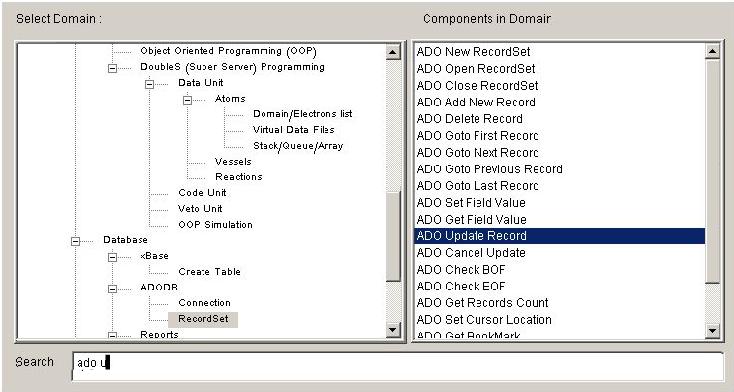 Select Domain :
Object Oriented Programming (OOP)
DoubleS (Super Server) Programming
Data Unit
Atoms
Domain/Electrons list
Virtual Data Files
Stack/Queue/Array
Vessels
Reactions
Code Unit
Veto Unit
OOP Simulation
Database
xBase
Create Table
ADODB
Connection
RecordSet
Reports
Components in Domain
ADO New RecordSet
ADO Open RecordSet
ADO Close RecordSet
ADO Add New Record
ADO Delete Record
ADO Goto First Record
ADO Goto Next Record
ADO Goto Previous Record
ADO Goto Last Record
ADO Set Field Value
ADO Get Field Value
ADO Update Record
ADO Cancel Update
ADO Check BOF
ADO Check EOF
ADO Get Records Count
ADO Set Cursor Location
ADO Get BookMark
Search
ado u